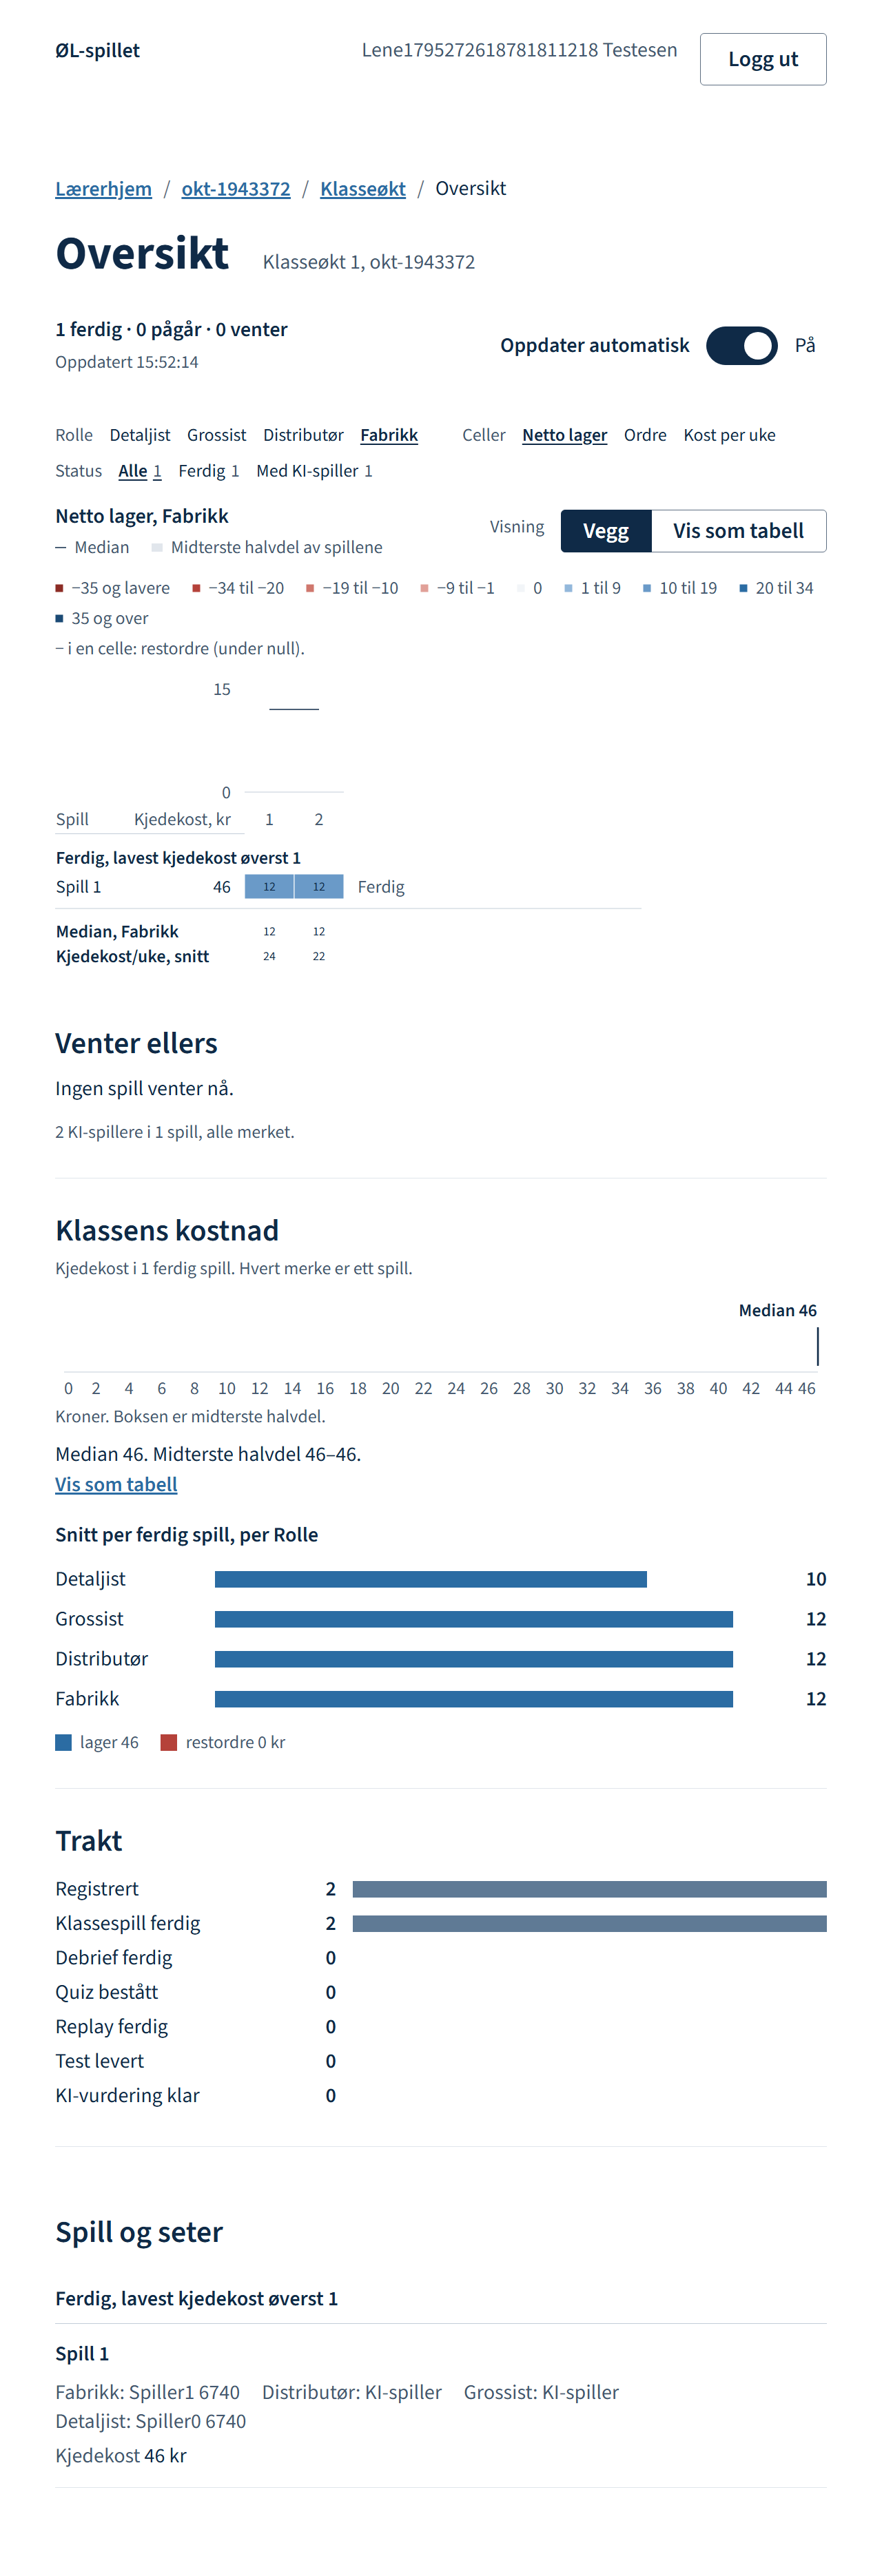 ØL-spillet
Lene1795272618781811218 Testesen
Logg ut
Lærerhjem / okt-1943372 / Klasseøkt / Oversikt
Oversikt Klasseøkt 1, okt-1943372
1 ferdig · 0 pågår · 0 venter
Oppdatert 15:52:14
Oppdater automatisk På
Rolle Detaljist Grossist Distributør Fabrikk Celler Netto lager Ordre Kost per uke
Status Alle 1 Ferdig 1 Med KI-spiller 1
Netto lager, Fabrikk
Median Midterste halvdel av spillene
Visning Vegg Vis som tabell
−35 og lavere −34 til −20 −19 til −10 −9 til −1 0 1 til 9 10 til 19 20 til 34
35 og over
− i en celle: restordre (under null).
15
0
Spill Kjedekost, kr 1 2
Ferdig, lavest kjedekost øverst 1
Spill 1 46 12 12 Ferdig
Median, Fabrikk 12 12
Kjedekost/uke, snitt 24 22
Venter ellers
Ingen spill venter nå.
2 KI-spillere i 1 spill, alle merket.
Klassens kostnad
Kjedekost i 1 ferdig spill. Hvert merke er ett spill.
Median 46
0 2 4 6 8 10 12 14 16 18 20 22 24 26 28 30 32 34 36 38 40 42 44 46
Kroner. Boksen er midterste halvdel.
Median 46. Midterste halvdel 46–46.
Vis som tabell
Snitt per ferdig spill, per Rolle
Detaljist 10
Grossist 12
Distributør 12
Fabrikk 12
lager 46 restordre 0 kr
Trakt
Registrert 2
Klassespill ferdig 2
Debrief ferdig 0
Quiz bestått 0
Replay ferdig 0
Test levert 0
KI-vurdering klar 0
Spill og seter
Ferdig, lavest kjedekost øverst 1
Spill 1
Fabrikk: Spiller1 6740 Distributør: KI-spiller Grossist: KI-spiller
Detaljist: Spiller0 6740
Kjedekost 46 kr